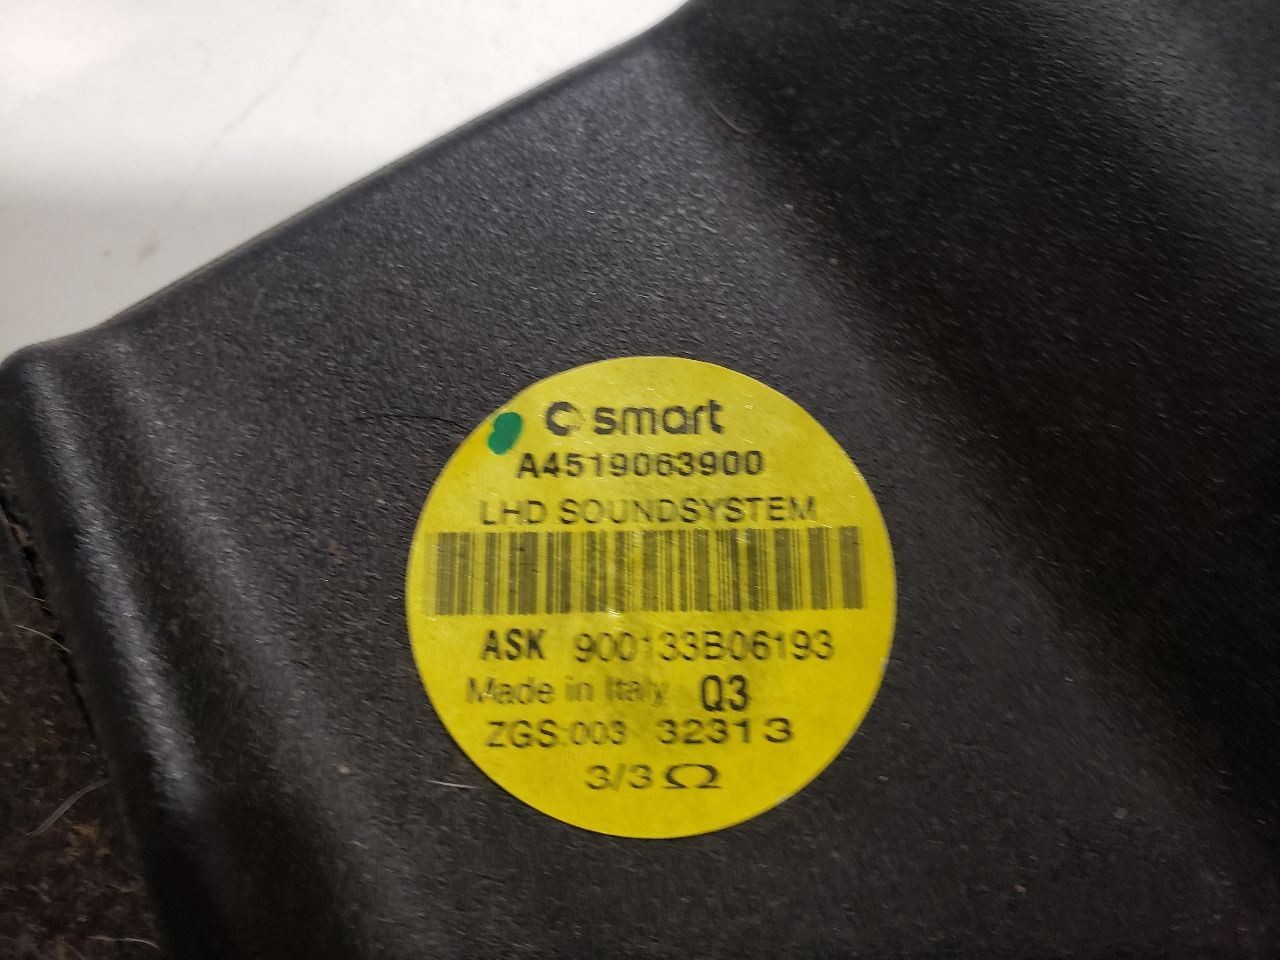 smart
A4519063900
LHD SOUNDSYSTEM
ASK 900133B06193
Made in Italy Q3
ZGS:003 32313
3/3 Ω